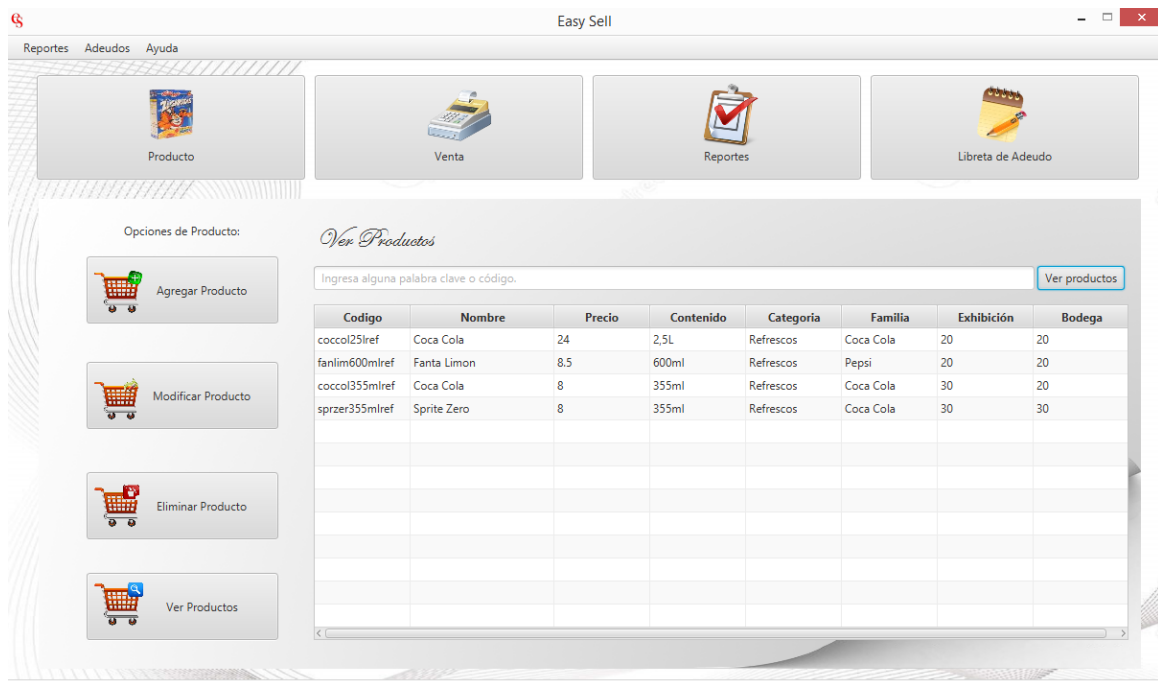 Easy Sell
Reportes Adeudos Ayuda
Producto Venta Reportes Libreta de Adeudo
Opciones de Producto:
Ver Productos
Agregar Producto
Ingresa alguna palabra clave o código. Ver productos
Codigo Nombre Precio Contenido Categoria Familia Exhibición Bodega
coccol25lref Coca Cola 24 2,5L Refrescos Coca Cola 20 20
fanlim600mlref Fanta Limon 8.5 600ml Refrescos Pepsi 20 20
coccol355mlref Coca Cola 8 355ml Refrescos Coca Cola 30 20
sprzer355mlref Sprite Zero 8 355ml Refrescos Coca Cola 30 30
Modificar Producto
Eliminar Producto
Ver Productos